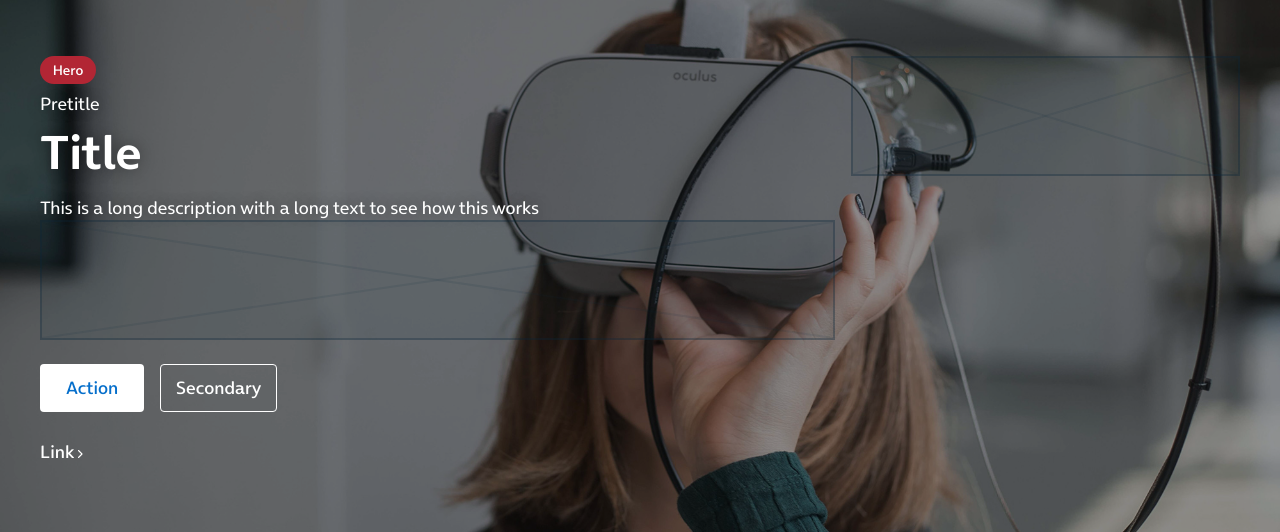 Hero
Pretitle
Title
This is a long description with a long text to see how this works
Action
Secondary
Link ›
oculus